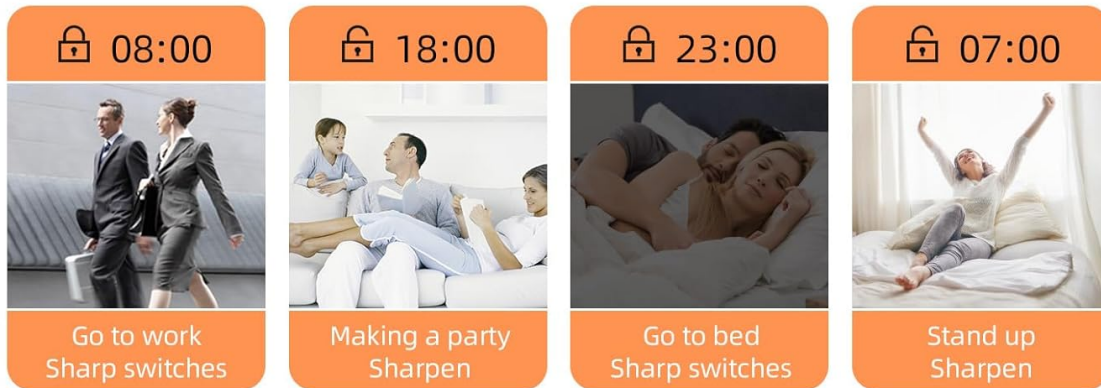 08:00
18:00
23:00
07:00
Go to work
Sharp switches
Making a party
Sharpen
Go to bed
Sharp switches
Stand up
Sharpen